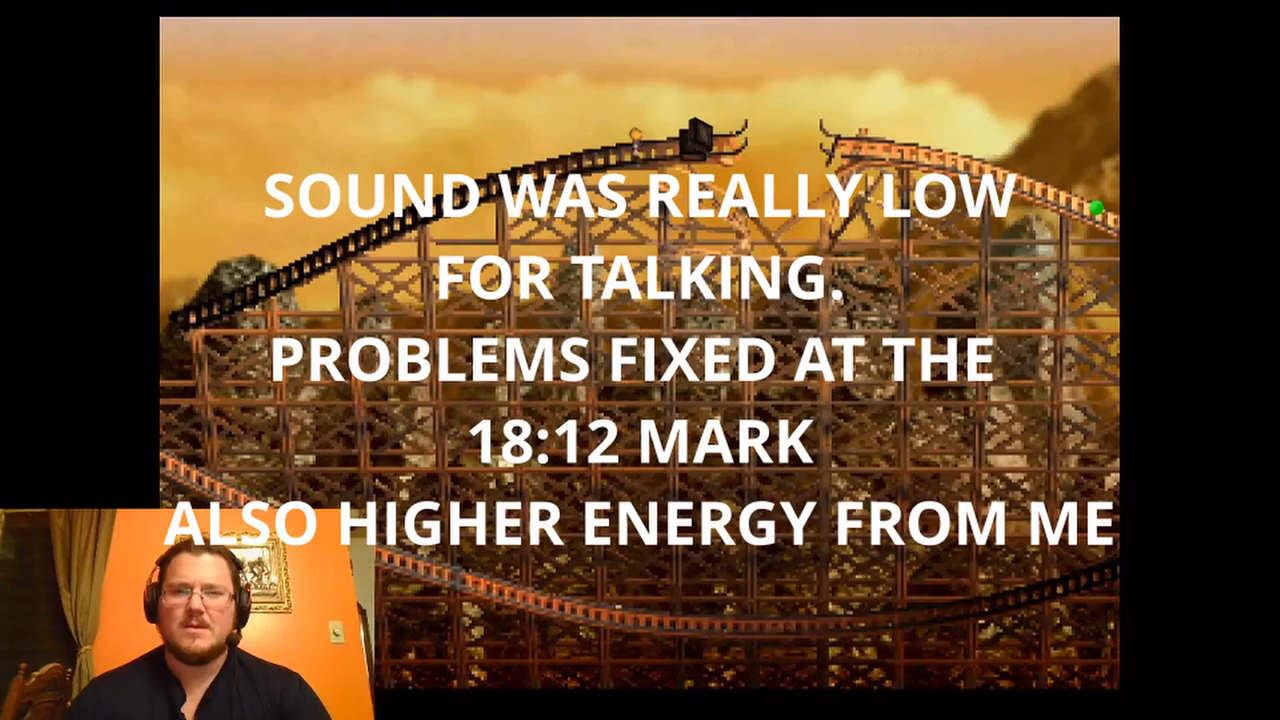 SOUND WAS REALLY LOW
FOR TALKING.
PROBLEMS FIXED AT THE
18:12 MARK
ALSO HIGHER ENERGY FROM ME